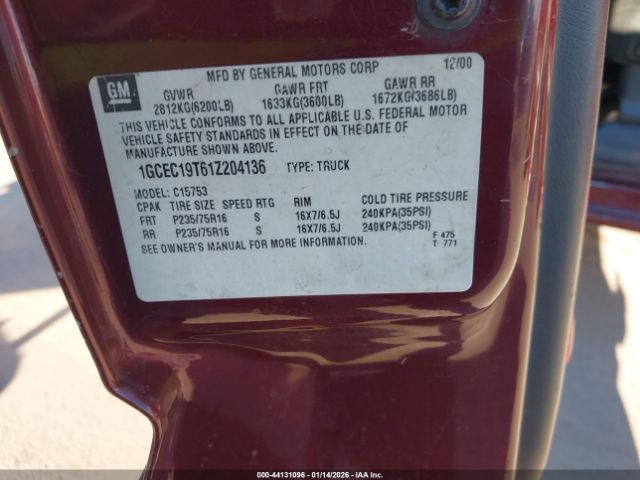 MFD BY GENERAL MOTORS CORP 12/00
GM
GVWR GAWR FRT GAWR RR
2812KG(6200LB) 1633KG(3600LB) 1672KG(3686LB)
THIS VEHICLE CONFORMS TO ALL APPLICABLE U.S. FEDERAL MOTOR
VEHICLE SAFETY STANDARDS IN EFFECT ON THE DATE OF
MANUFACTURE SHOWN ABOVE.
1GCEC19T61Z204136 TYPE: TRUCK
MODEL: C15753
CPAK TIRE SIZE SPEED RTG RIM COLD TIRE PRESSURE
FRT P235/75R16 S 16X7/6.5J 240KPA(35PSI)
RR P235/75R16 S 16X7/6.5J 240KPA(35PSI)
SEE OWNER'S MANUAL FOR MORE INFORMATION.
F 475
T 771
000-44131096 - 01/14/2026 - IAA, Inc.